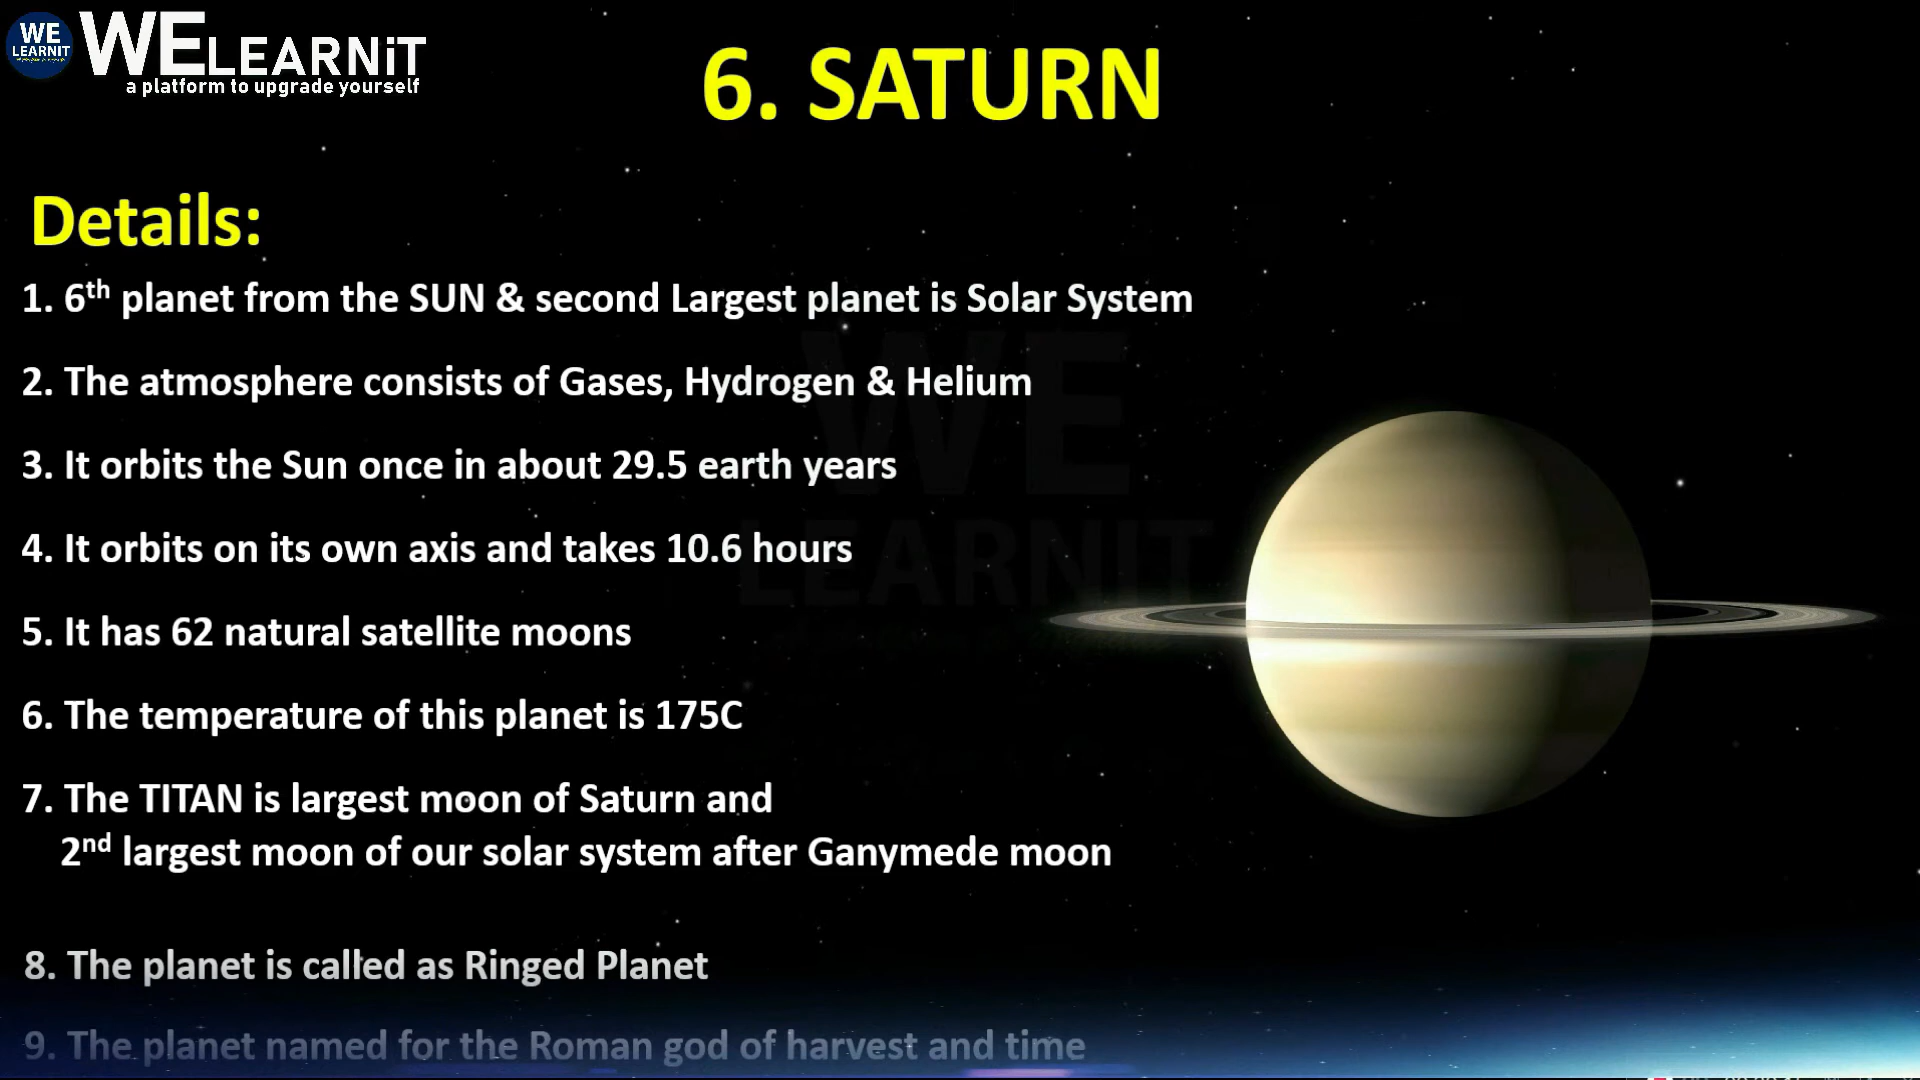 WE
LEARNIT
WELEARNiT
a platform to upgrade yourself
6. SATURN
Details:
1. 6th planet from the SUN & second Largest planet is Solar System
WE
2. The atmosphere consists of Gases, Hydrogen & Helium
3. It orbits the Sun once in about 29.5 earth years
4. It orbits on its own axis and takes 10.6 hours
LEARNIT
5. It has 62 natural satellite moons
6. The temperature of this planet is 175C
7. The TITAN is largest moon of Saturn and
2nd largest moon of our solar system after Ganymede moon
8. The planet is called as Ringed Planet
9. The planet named for the Roman god of harvest and time